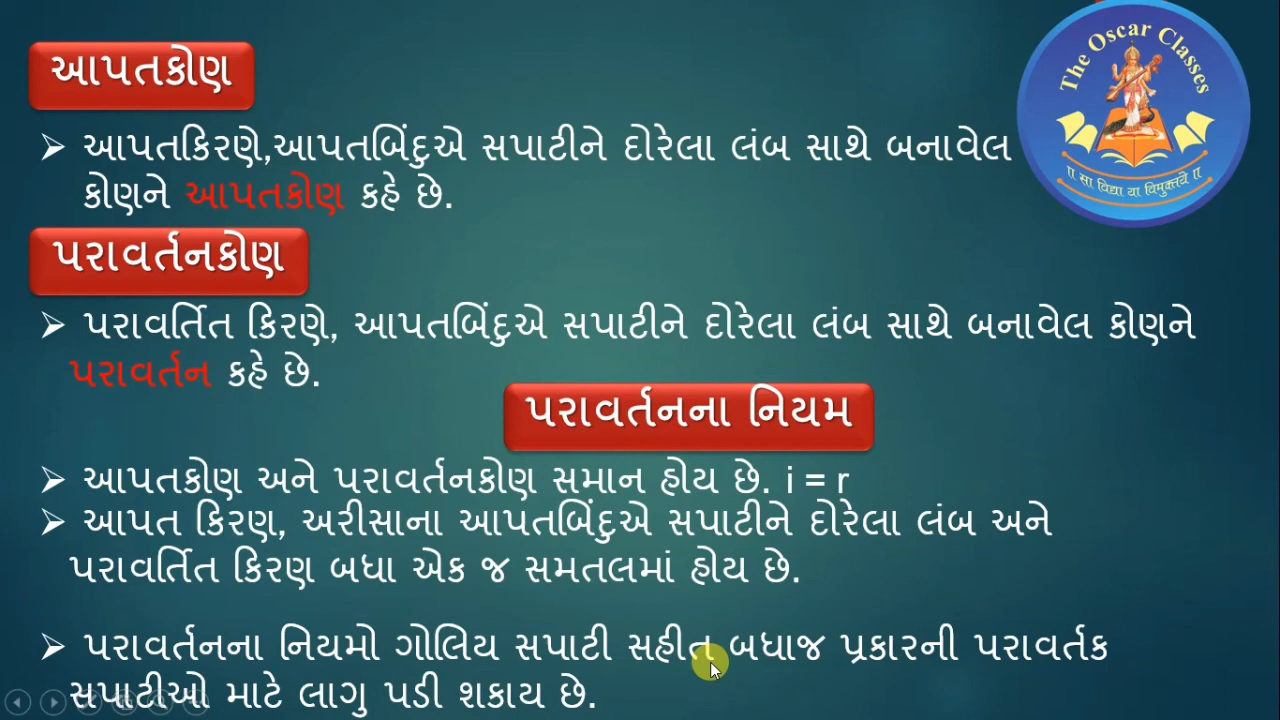 The Oscar Classes
॥ सा विद्या या विमुक्तये ॥
આપતકોણ
➢ આપતકિરણે,આપતબિંદુએ સપાટીને દોરેલા લંબ સાથે બનાવેલ
કોણને આપતકોણ કહે છે.
પરાવર્તનકોણ
➢ પરાવર્તિત કિરણે, આપતબિંદુએ સપાટીને દોરેલા લંબ સાથે બનાવેલ કોણને
પરાવર્તન કહે છે.
પરાવર્તનના નિયમ
➢ આપતકોણ અને પરાવર્તનકોણ સમાન હોય છે. i = r
➢ આપત કિરણ, અરીસાના આપતબિંદુએ સપાટીને દોરેલા લંબ અને
પરાવર્તિત કિરણ બધા એક જ સમતલમાં હોય છે.
➢ પરાવર્તનના નિયમો ગોલિય સપાટી સહીત બધાજ પ્રકારની પરાવર્તક
સપાટીઓ માટે લાગુ પડી શકાય છે.